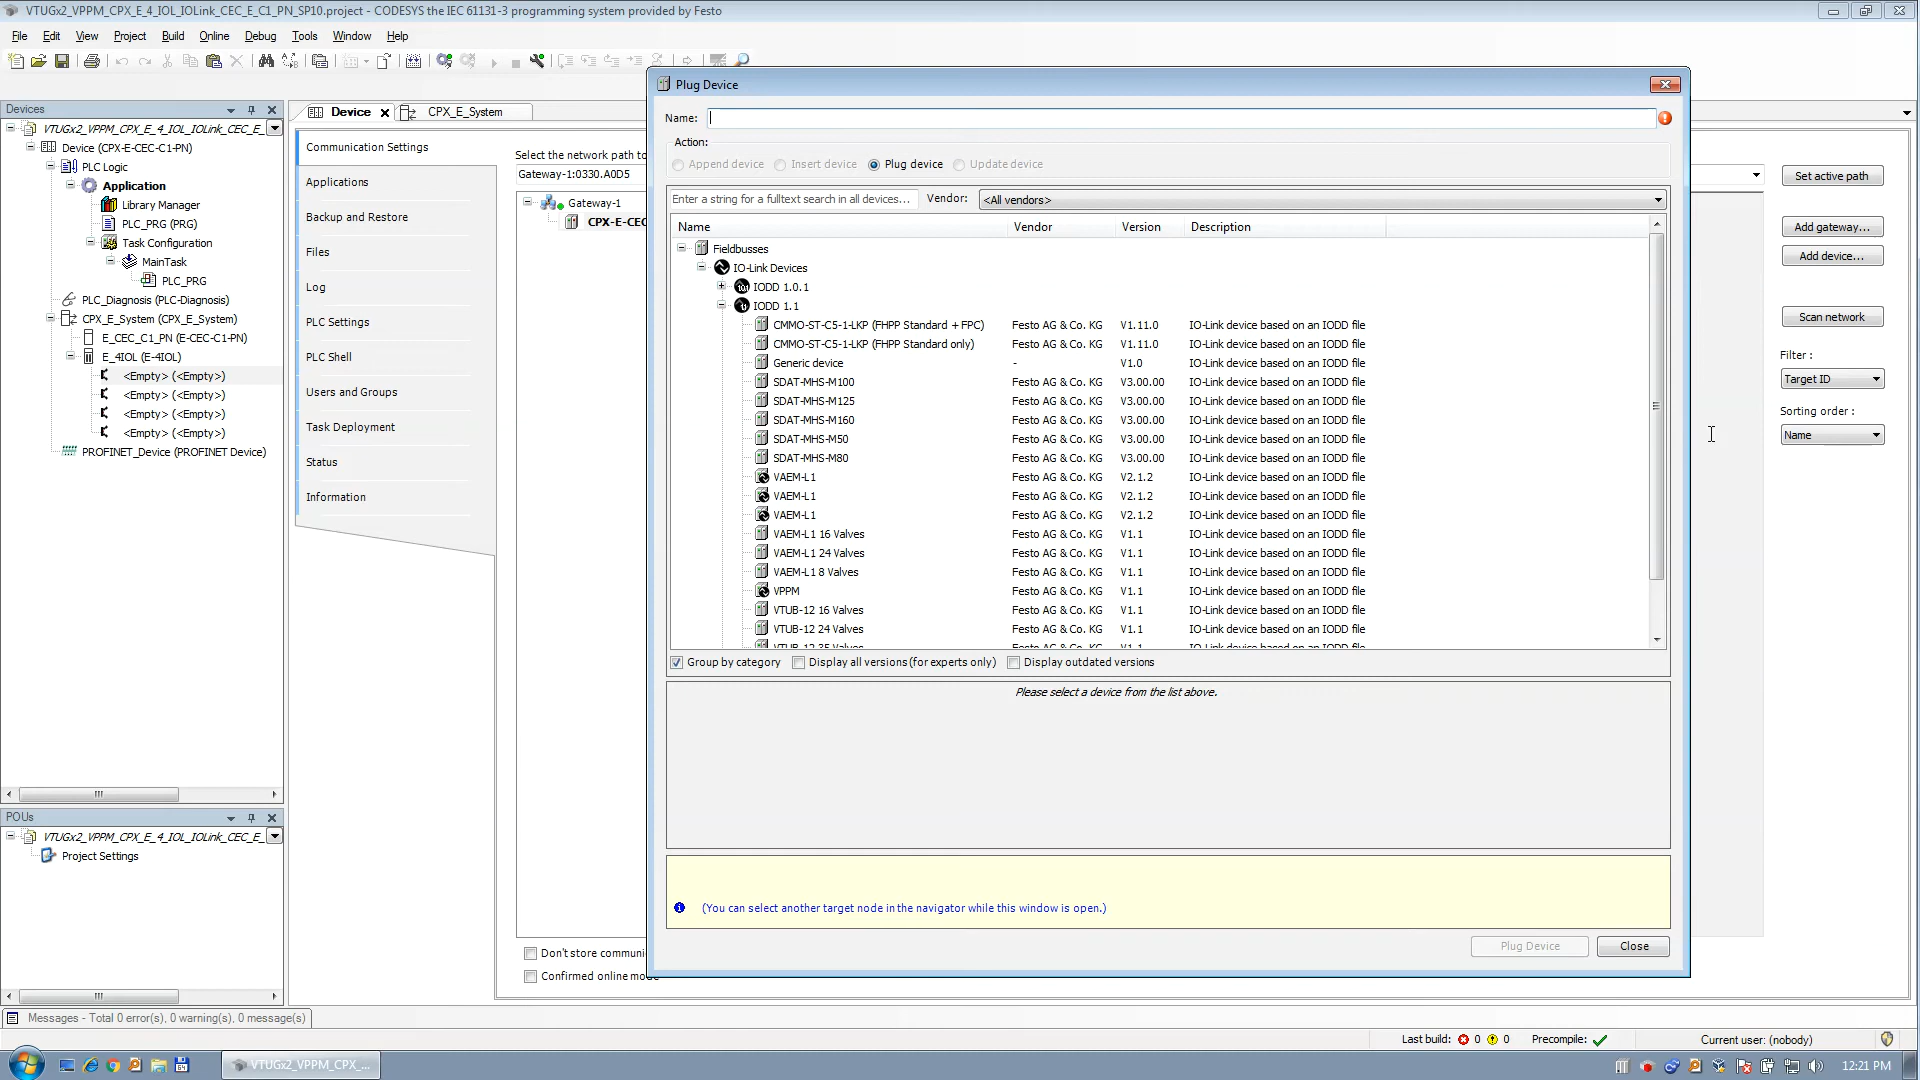 VTUGx2_VPPM_CPX_E_4_IOL_IOLink_CEC_E_C1_PN_SP10.project - CODESYS the IEC 61131-3 programming system provided by Festo
File Edit View Project Build Online Debug Tools Window Help
Devices
VTUGx2_VPPM_CPX_E_4_IOL_IOLink_CEC_E_
Device (CPX-E-CEC-C1-PN)
PLC Logic
Application
Library Manager
PLC_PRG (PRG)
Task Configuration
MainTask
PLC_PRG
PLC_Diagnosis (PLC-Diagnosis)
CPX_E_System (CPX_E_System)
E_CEC_C1_PN (E-CEC-C1-PN)
E_4IOL (E-4IOL)
<Empty> (<Empty>)
<Empty> (<Empty>)
<Empty> (<Empty>)
<Empty> (<Empty>)
PROFINET_Device (PROFINET Device)
POUs
VTUGx2_VPPM_CPX_E_4_IOL_IOLink_CEC_E_
Project Settings
Device CPX_E_System
Communication Settings
Applications
Backup and Restore
Files
Log
PLC Settings
PLC Shell
Users and Groups
Task Deployment
Status
Information
Select the network path to
Gateway-1:0330.A0D5
Gateway-1
CPX-E-CEC
Don't store communi
Confirmed online mode
Plug Device
Name:
Action:
Append device Insert device Plug device Update device
Enter a string for a fulltext search in all devices... Vendor: <All vendors>
Name Vendor Version Description
Fieldbusses
IO-Link Devices
IODD 1.0.1
IODD 1.1
CMMO-ST-C5-1-LKP (FHPP Standard + FPC) Festo AG & Co. KG V1.11.0 IO-Link device based on an IODD file
CMMO-ST-C5-1-LKP (FHPP Standard only) Festo AG & Co. KG V1.11.0 IO-Link device based on an IODD file
Generic device - V1.0 IO-Link device based on an IODD file
SDAT-MHS-M100 Festo AG & Co. KG V3.00.00 IO-Link device based on an IODD file
SDAT-MHS-M125 Festo AG & Co. KG V3.00.00 IO-Link device based on an IODD file
SDAT-MHS-M160 Festo AG & Co. KG V3.00.00 IO-Link device based on an IODD file
SDAT-MHS-M50 Festo AG & Co. KG V3.00.00 IO-Link device based on an IODD file
SDAT-MHS-M80 Festo AG & Co. KG V3.00.00 IO-Link device based on an IODD file
VAEM-L1 Festo AG & Co. KG V2.1.2 IO-Link device based on an IODD file
VAEM-L1 Festo AG & Co. KG V2.1.2 IO-Link device based on an IODD file
VAEM-L1 Festo AG & Co. KG V2.1.2 IO-Link device based on an IODD file
VAEM-L1 16 Valves Festo AG & Co. KG V1.1 IO-Link device based on an IODD file
VAEM-L1 24 Valves Festo AG & Co. KG V1.1 IO-Link device based on an IODD file
VAEM-L1 8 Valves Festo AG & Co. KG V1.1 IO-Link device based on an IODD file
VPPM Festo AG & Co. KG V1.1 IO-Link device based on an IODD file
VTUB-12 16 Valves Festo AG & Co. KG V1.1 IO-Link device based on an IODD file
VTUB-12 24 Valves Festo AG & Co. KG V1.1 IO-Link device based on an IODD file
VTUB-12 35 Valves Festo AG & Co. KG V1.1 IO-Link device based on an IODD file
Group by category Display all versions (for experts only) Display outdated versions
Please select a device from the list above.
(You can select another target node in the navigator while this window is open.)
Plug Device Close
Set active path
Add gateway...
Add device...
Scan network
Filter :
Target ID
Sorting order :
Name
Messages - Total 0 error(s), 0 warning(s), 0 message(s)
Last build: 0 0 Precompile: Current user: (nobody)
VTUGx2_VPPM_CPX_... 12:21 PM